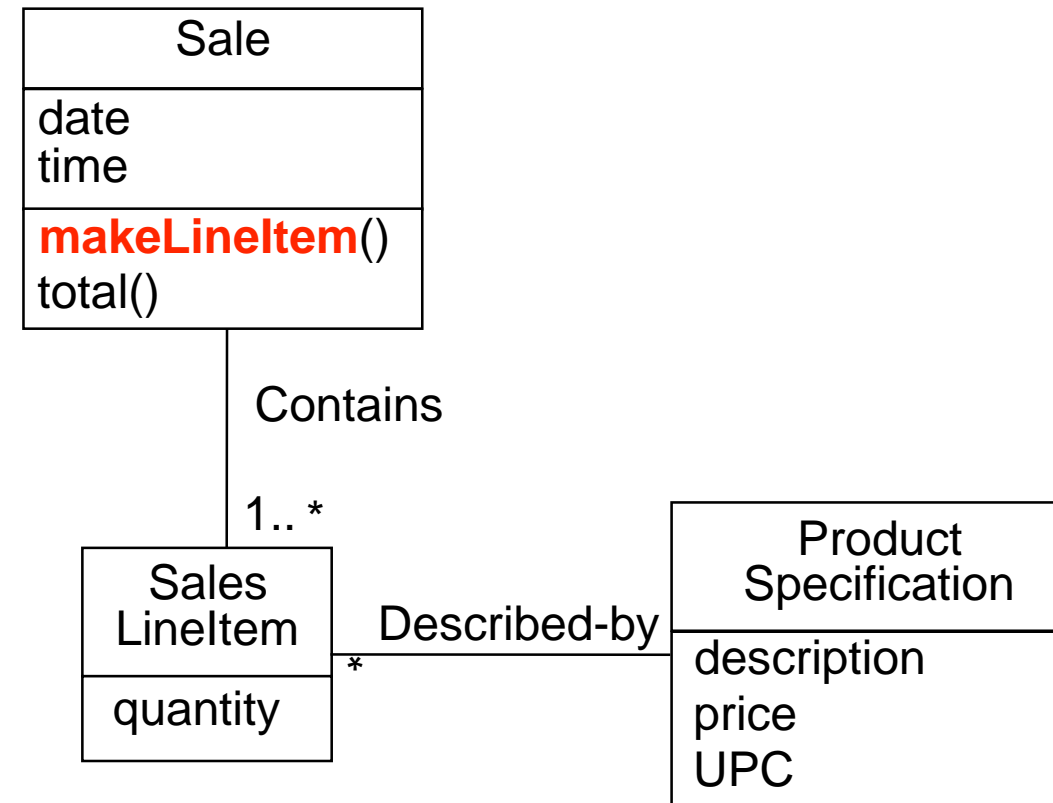 Sale
date
time
makeLineItem()
total()
Contains
1.. *
Sales
LineItem
quantity
Described-by
*
Product
Specification
description
price
UPC